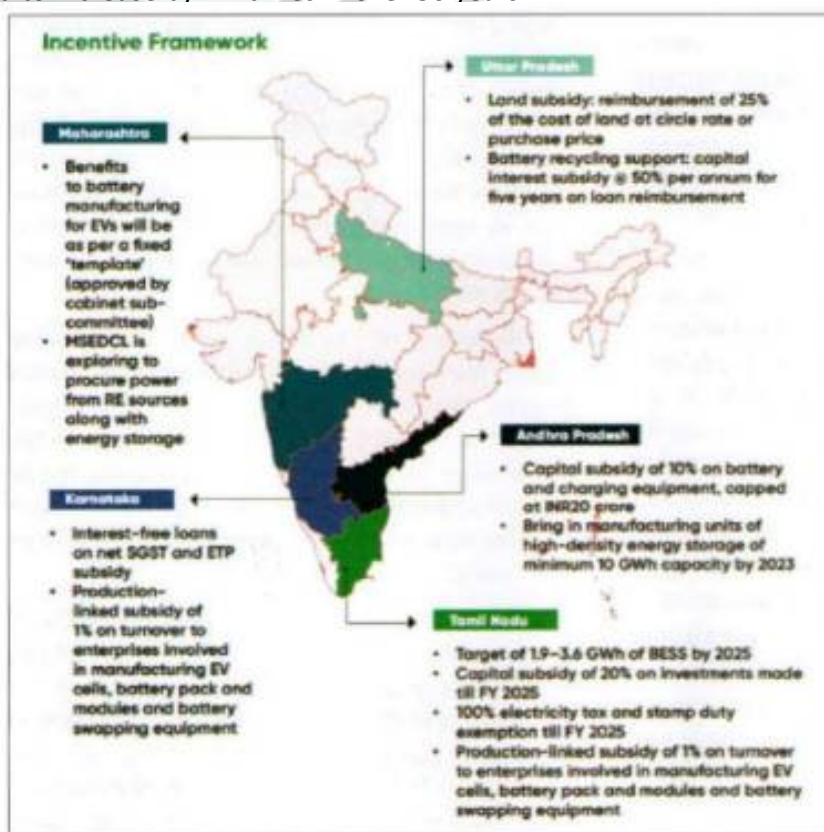 Incentive Framework
Uttar Pradesh
• Land subsidy: reimbursement of 25%
of the cost of land at circle rate or
purchase price
• Battery recycling support: capital
interest subsidy @ 50% per annum for
five years on loan reimbursement
Maharashtra
• Benefits
to battery
manufacturing
for EVs will be
as per a fixed
'template'
(approved by
cabinet sub-
committee)
• MSEDCL is
exploring to
procure power
from RE sources
along with
energy storage
Andhra Pradesh
• Capital subsidy of 10% on battery
and charging equipment, capped
at INR20 crore
• Bring in manufacturing units of
high-density energy storage of
minimum 10 GWh capacity by 2023
Karnataka
• Interest-free loans
on net SGST and ETP
subsidy
• Production-
linked subsidy of
1% on turnover to
enterprises involved
in manufacturing EV
cells, battery pack and
modules and battery
swapping equipment
Tamil Nadu
• Target of 1.9–3.6 GWh of BESS by 2025
• Capital subsidy of 20% on investments made
till FY 2025
• 100% electricity tax and stamp duty
exemption till FY 2025
• Production-linked subsidy of 1% on turnover
to enterprises involved in manufacturing EV
cells, battery pack and modules and battery
swapping equipment